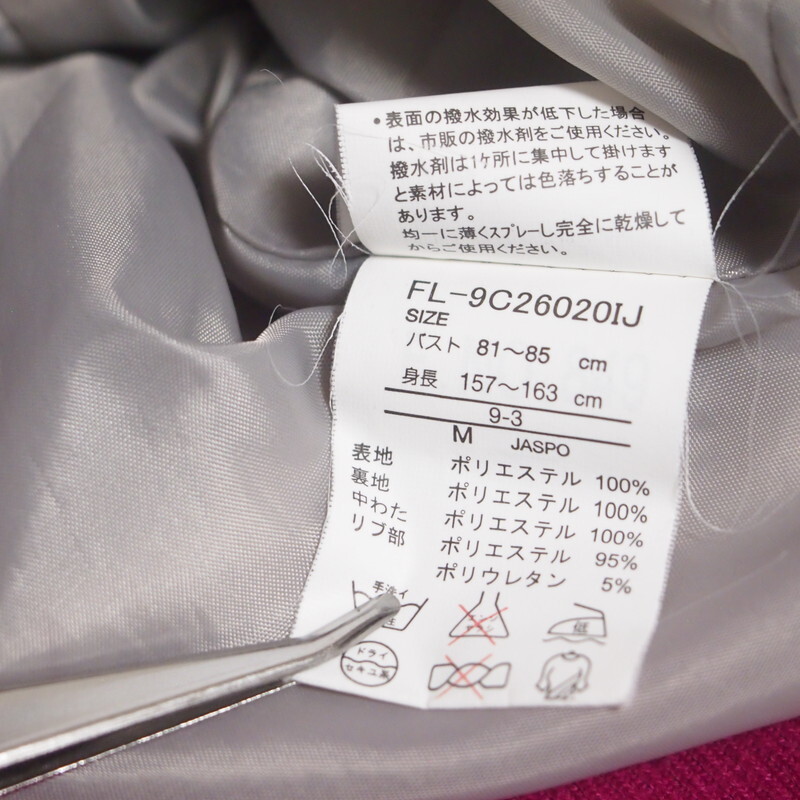 •表面の撥水効果が低下した場合
は、市販の撥水剤をご使用ください。
撥水剤は1ケ所に集中して掛けます
と素材によっては色落ちすることが
あります。
均一に薄くスプレーし完全に乾燥して
からご使用ください。
FL-9C26020IJ
SIZE
バスト 81～85 cm
身長 157～163 cm
9-3
M JASPO
表地 ポリエステル 100%
裏地 ポリエステル 100%
中わた ポリエステル 100%
リブ部 ポリエステル 95%
ポリウレタン 5%
手洗イ
低
ドライ
セキユ系